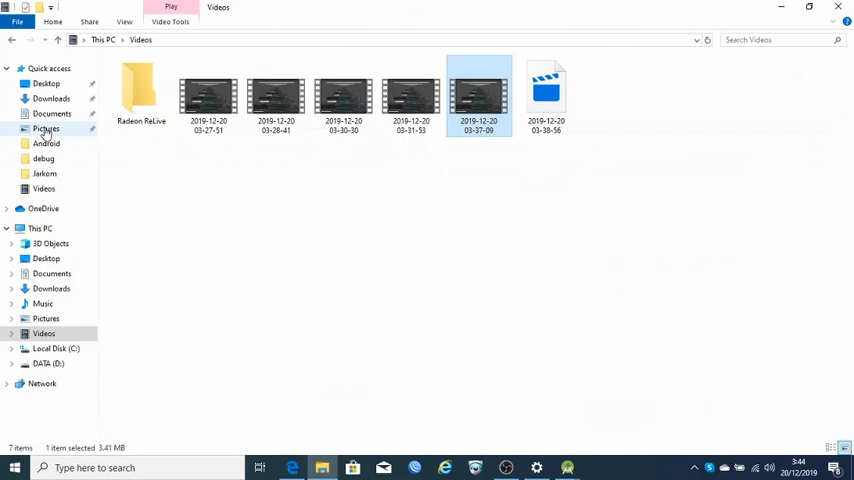 Play
Videos
File
Home
Share
View
Video Tools
This PC
Videos
Search Videos
Quick access
Desktop
Downloads
Documents
Pictures
Android
debug
Jarkom
Videos
OneDrive
This PC
3D Objects
Desktop
Documents
Downloads
Music
Pictures
Videos
Local Disk (C:)
DATA (D:)
Network
Radeon ReLive
2019-12-20
03-27-51
2019-12-20
03-28-41
2019-12-20
03-30-30
2019-12-20
03-31-53
2019-12-20
03-37-09
2019-12-20
03-38-56
7 items
1 item selected 3.41 MB
Type here to search
3:44
20/12/2019